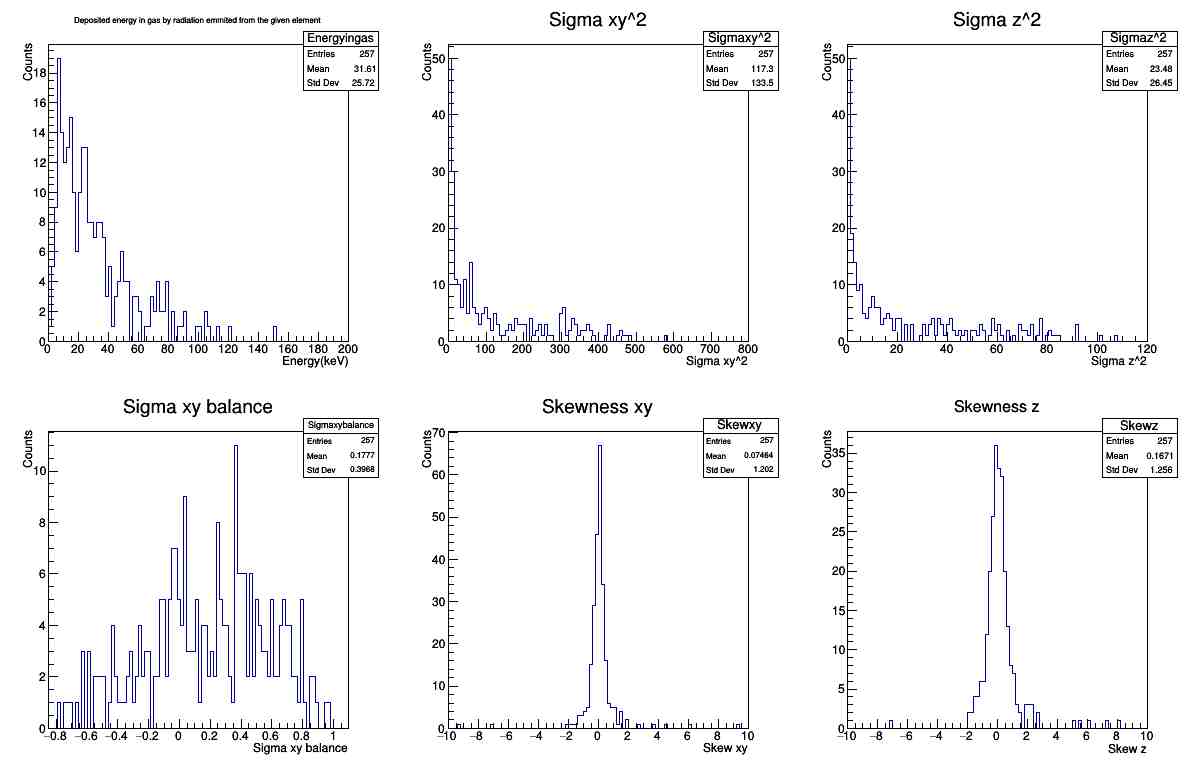 Deposited energy in gas by radiation emmited from the given element
Counts
Energyingas
Entries 257
Mean 31.61
Std Dev 25.72
18
16
14
12
10
8
6
4
2
0
0 20 40 60 80 100 120 140 160 180 200
Energy(keV)
Sigma xy^2
Counts
Sigmaxy^2
Entries 257
Mean 117.3
Std Dev 133.5
50
40
30
20
10
0
0 100 200 300 400 500 600 700 800
Sigma xy^2
Sigma z^2
Counts
Sigmaz^2
Entries 257
Mean 23.48
Std Dev 26.45
50
40
30
20
10
0
0 20 40 60 80 100 120
Sigma z^2
Sigma xy balance
Counts
Sigmaxybalance
Entries 257
Mean 0.1777
Std Dev 0.3968
10
8
6
4
2
0
−0.8 −0.6 −0.4 −0.2 0 0.2 0.4 0.6 0.8 1
Sigma xy balance
Skewness xy
Counts
Skewxy
Entries 257
Mean 0.07464
Std Dev 1.202
70
60
50
40
30
20
10
0
−10 −8 −6 −4 −2 0 2 4 6 8 10
Skew xy
Skewness z
Counts
Skewz
Entries 257
Mean 0.1671
Std Dev 1.256
35
30
25
20
15
10
5
0
−10 −8 −6 −4 −2 0 2 4 6 8 10
Skew z